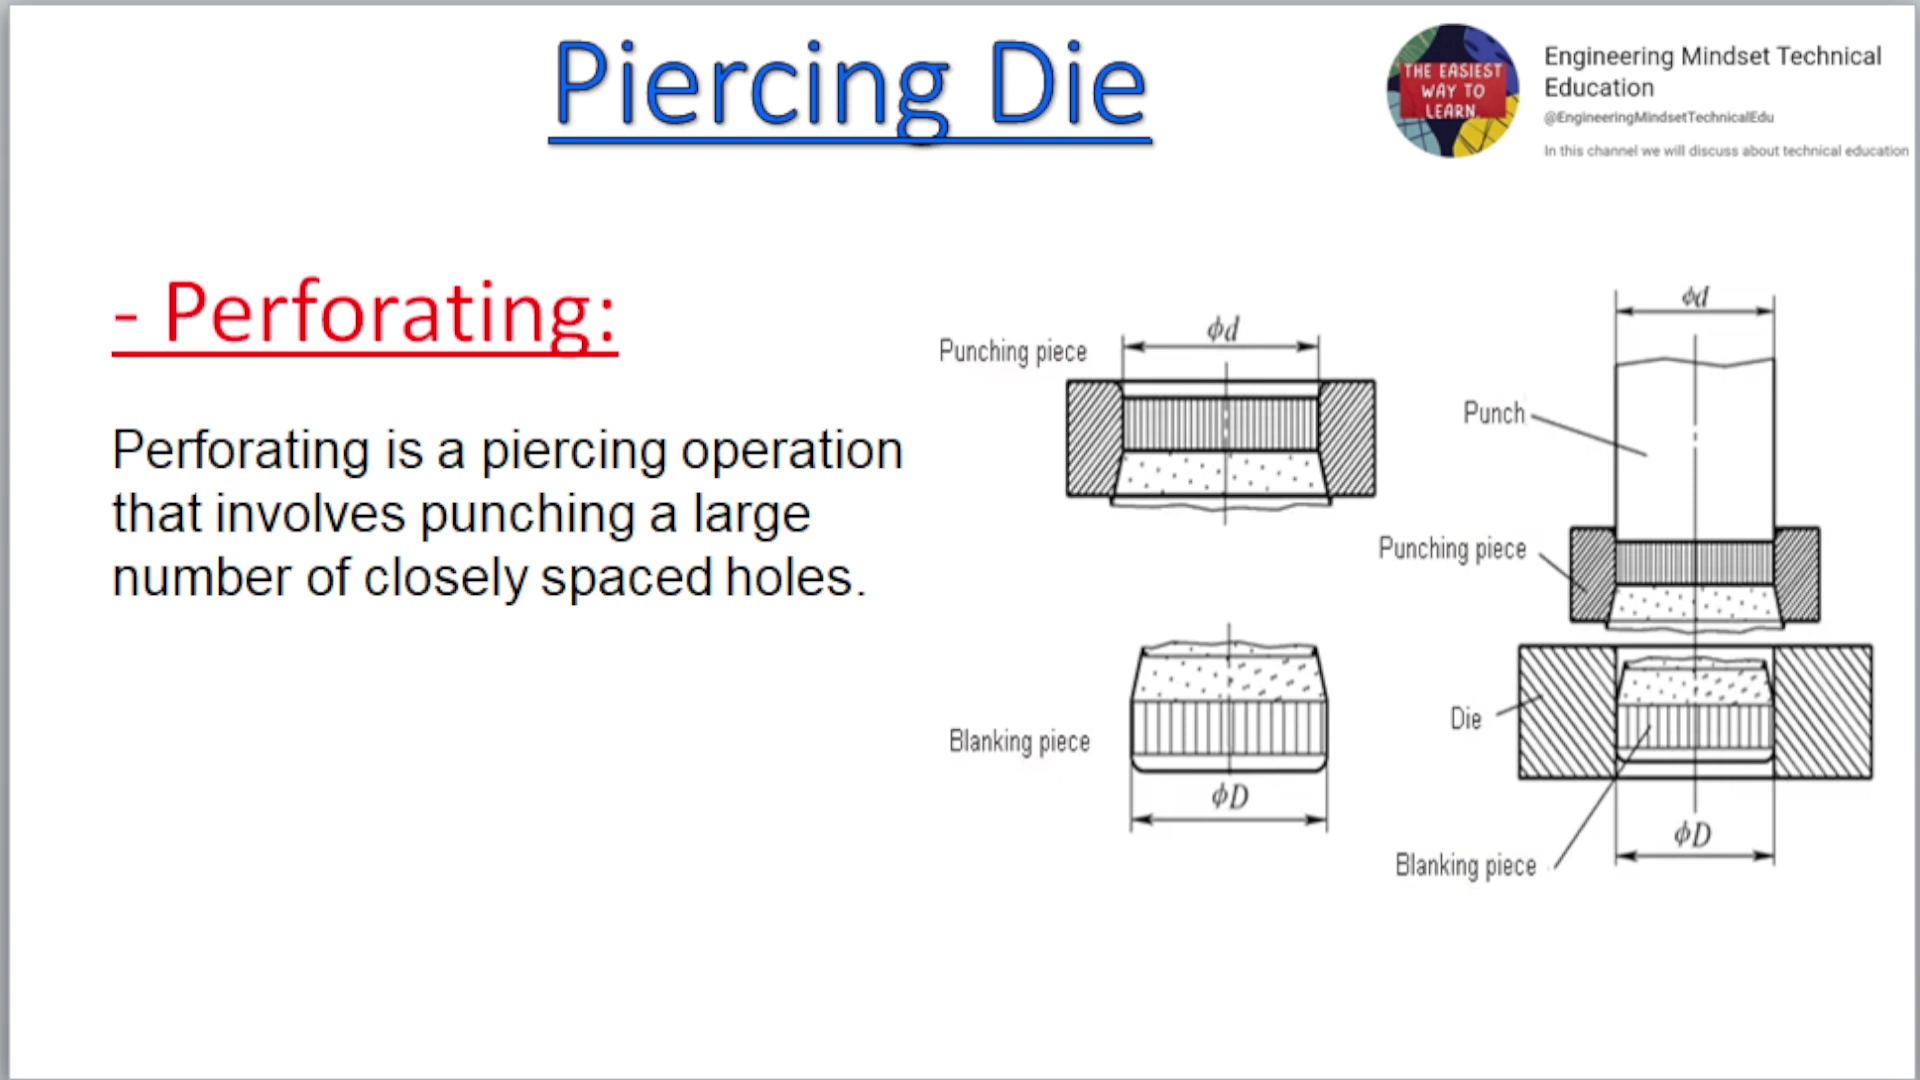 Piercing Die
THE EASIEST
WAY TO
LEARN.
Engineering Mindset Technical
Education
@EngineeringMindsetTechnicalEdu
In this channel we will discuss about technical education
- Perforating:
Perforating is a piercing operation
that involves punching a large
number of closely spaced holes.
Punching piece
ϕd
Blanking piece
ϕD
ϕd
Punch
Punching piece
Die
ϕD
Blanking piece